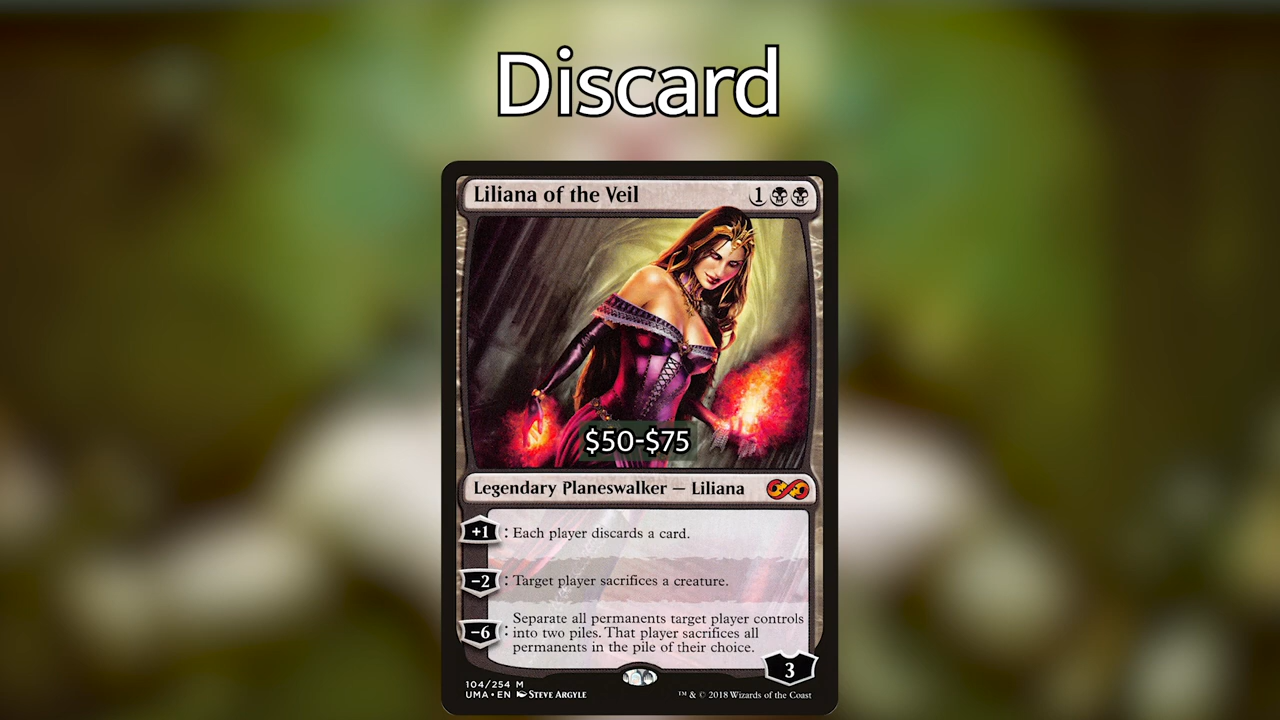 Discard
Liliana of the Veil 1
$50-$75
Legendary Planeswalker — Liliana
+1: Each player discards a card.
−2: Target player sacrifices a creature.
−6: Separate all permanents target player controls
into two piles. That player sacrifices all
permanents in the pile of their choice.
3
104/254 M
UMA • EN Steve Argyle
™ & © 2018 Wizards of the Coast